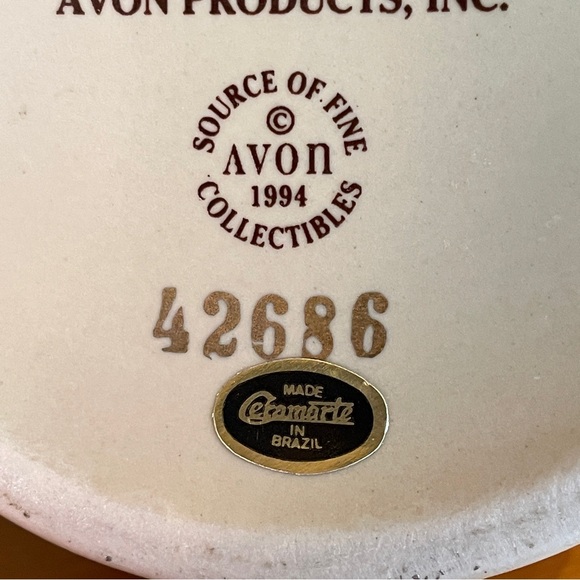 AVON PRODUCTS, INC.
SOURCE OF FINE
©
AVON
1994
COLLECTIBLES
42686
MADE
Ceramarte
IN
BRAZIL